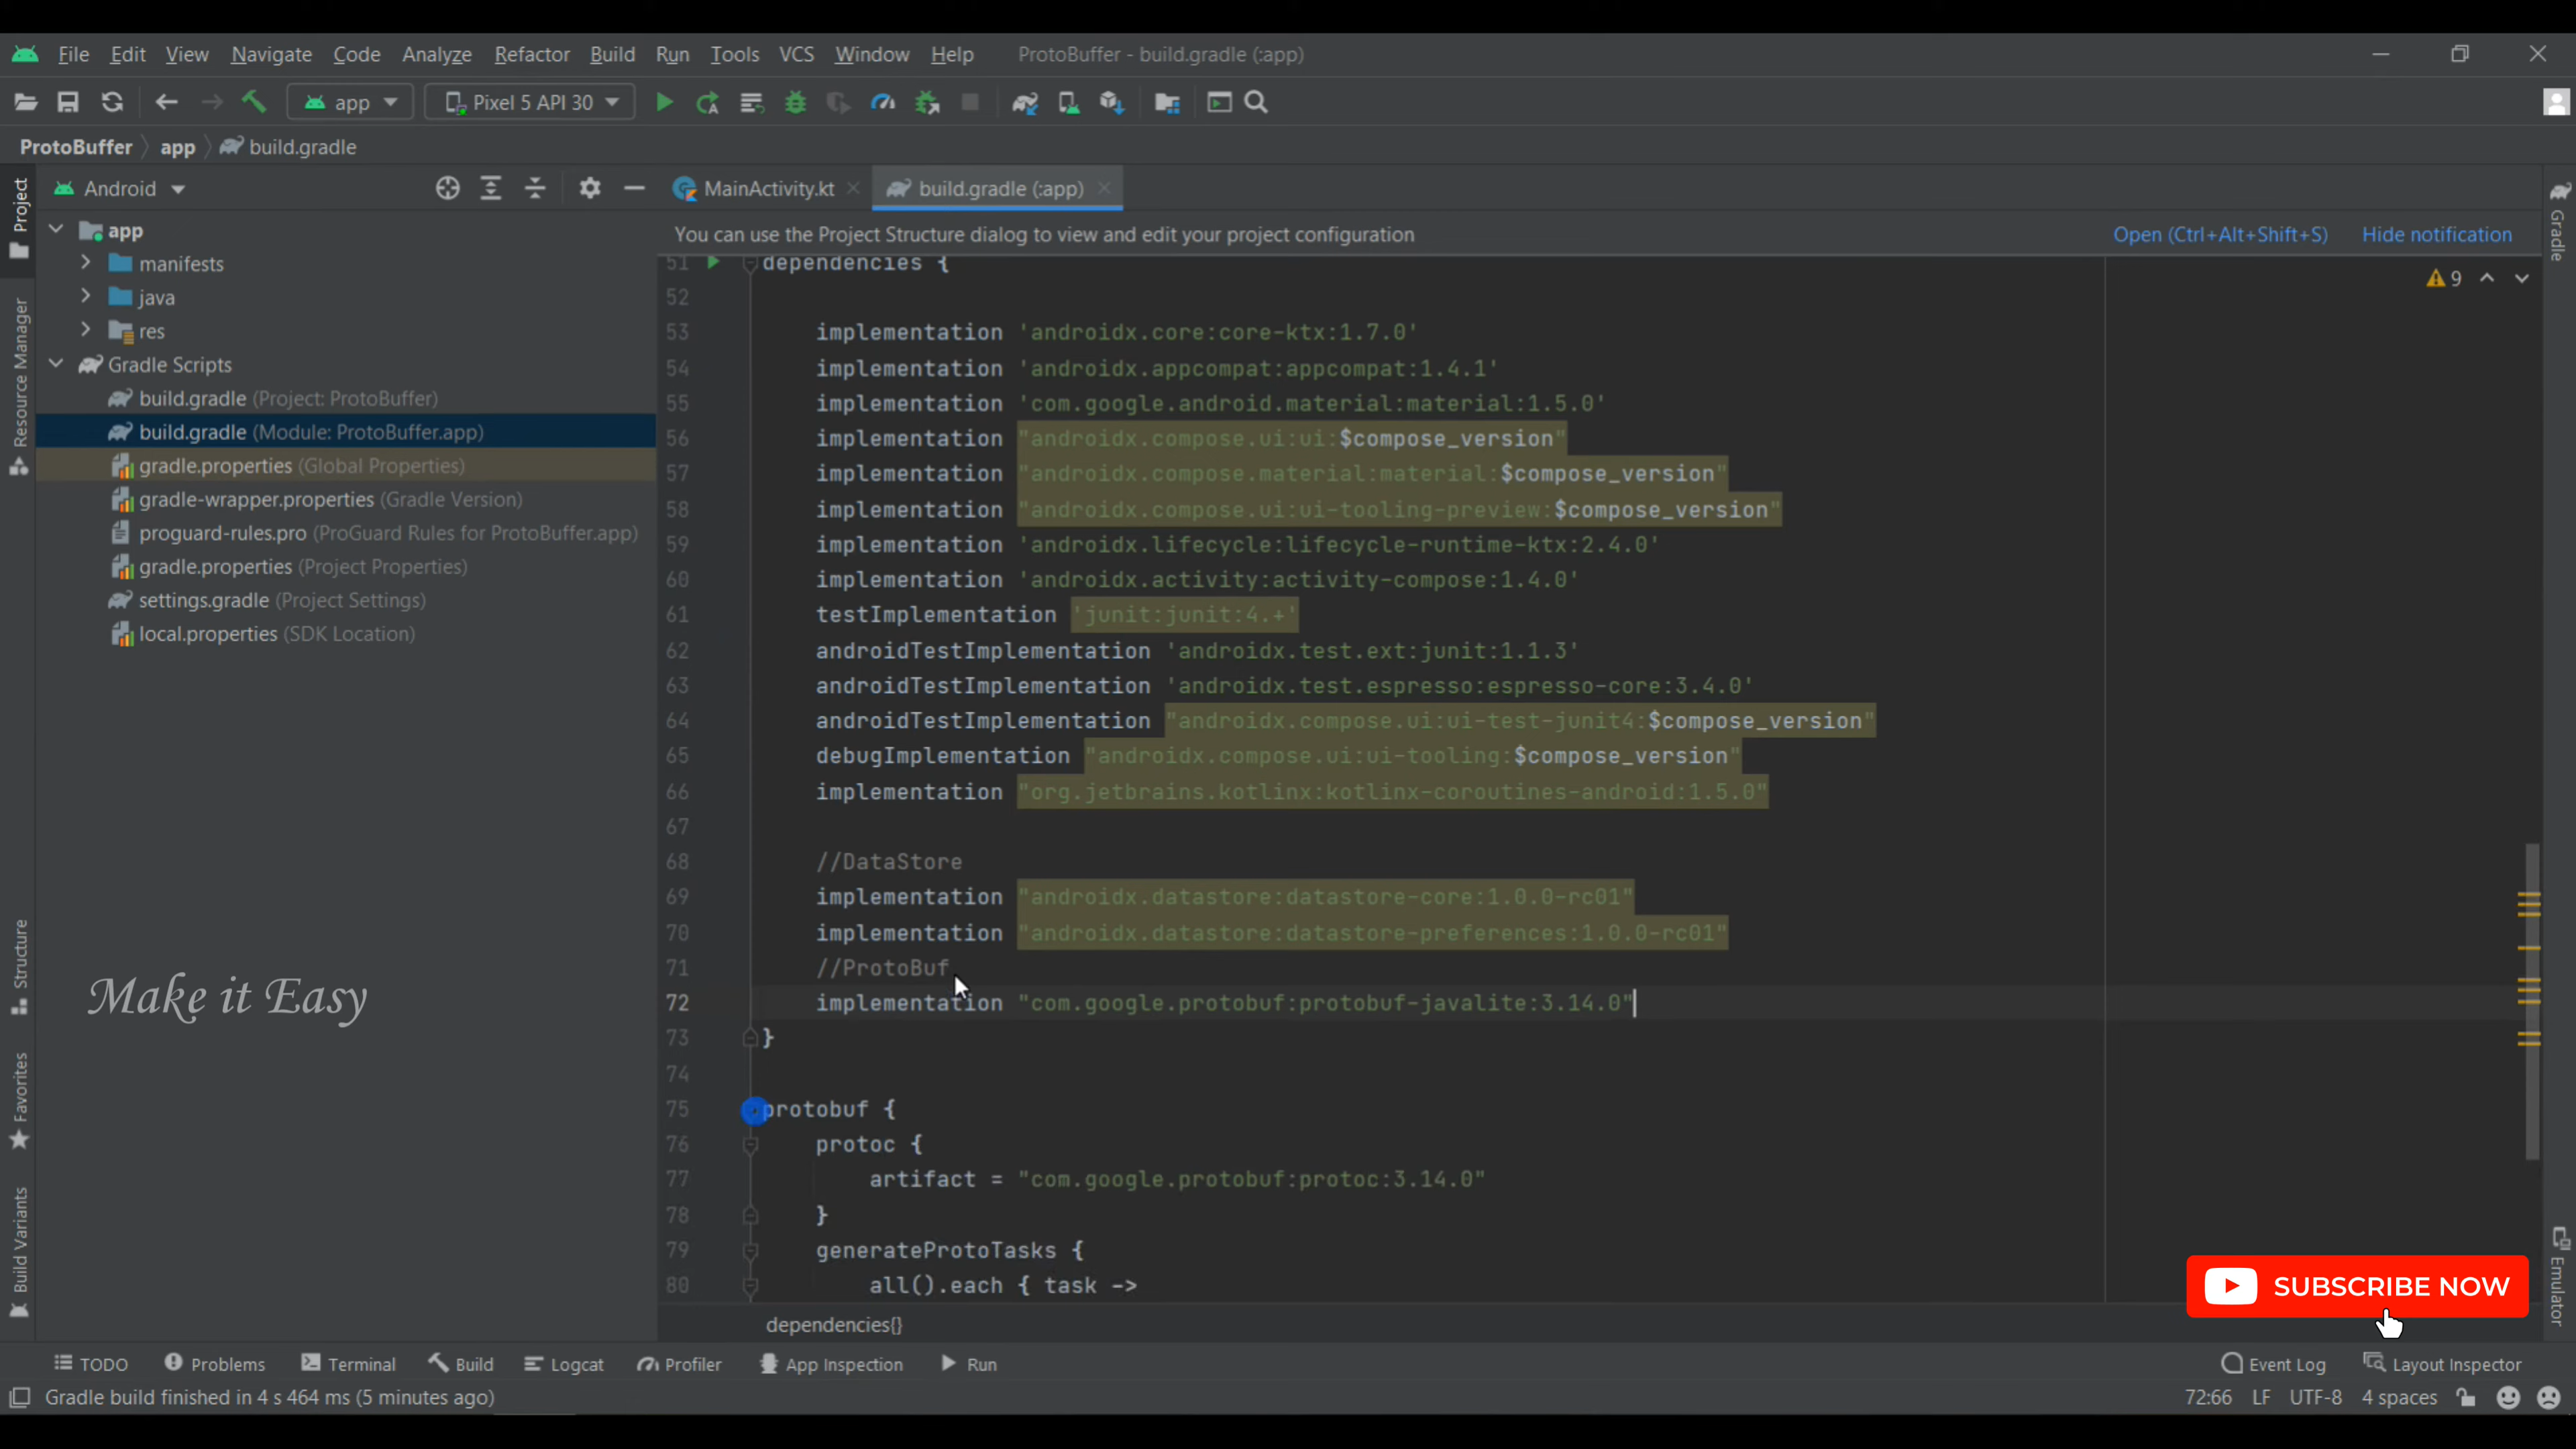 File Edit View Navigate Code Analyze Refactor Build Run Tools VCS Window Help ProtoBuffer - build.gradle (:app)
app Pixel 5 API 30
ProtoBuffer app build.gradle
Project
Android
MainActivity.kt build.gradle (:app)
Gradle
You can use the Project Structure dialog to view and edit your project configuration Open (Ctrl+Alt+Shift+S) Hide notification
app
manifests
java
res
Gradle Scripts
build.gradle (Project: ProtoBuffer)
build.gradle (Module: ProtoBuffer.app)
gradle.properties (Global Properties)
gradle-wrapper.properties (Gradle Version)
proguard-rules.pro (ProGuard Rules for ProtoBuffer.app)
gradle.properties (Project Properties)
settings.gradle (Project Settings)
local.properties (SDK Location)
Resource Manager
Structure
Favorites
Build Variants
Make it Easy
9
51 dependencies {
52
53 implementation 'androidx.core:core-ktx:1.7.0'
54 implementation 'androidx.appcompat:appcompat:1.4.1'
55 implementation 'com.google.android.material:material:1.5.0'
56 implementation "androidx.compose.ui:ui:$compose_version"
57 implementation "androidx.compose.material:material:$compose_version"
58 implementation "androidx.compose.ui:ui-tooling-preview:$compose_version"
59 implementation 'androidx.lifecycle:lifecycle-runtime-ktx:2.4.0'
60 implementation 'androidx.activity:activity-compose:1.4.0'
61 testImplementation 'junit:junit:4.+'
62 androidTestImplementation 'androidx.test.ext:junit:1.1.3'
63 androidTestImplementation 'androidx.test.espresso:espresso-core:3.4.0'
64 androidTestImplementation "androidx.compose.ui:ui-test-junit4:$compose_version"
65 debugImplementation "androidx.compose.ui:ui-tooling:$compose_version"
66 implementation "org.jetbrains.kotlinx:kotlinx-coroutines-android:1.5.0"
67
68 //DataStore
69 implementation "androidx.datastore:datastore-core:1.0.0-rc01"
70 implementation "androidx.datastore:datastore-preferences:1.0.0-rc01"
71 //ProtoBuf
72 implementation "com.google.protobuf:protobuf-javalite:3.14.0"
73 }
74
75 protobuf {
76 protoc {
77 artifact = "com.google.protobuf:protoc:3.14.0"
78 }
79 generateProtoTasks {
80 all().each { task ->
dependencies{}
SUBSCRIBE NOW
Emulator
TODO Problems Terminal Build Logcat Profiler App Inspection Run Event Log Layout Inspector
Gradle build finished in 4 s 464 ms (5 minutes ago) 72:66 LF UTF-8 4 spaces